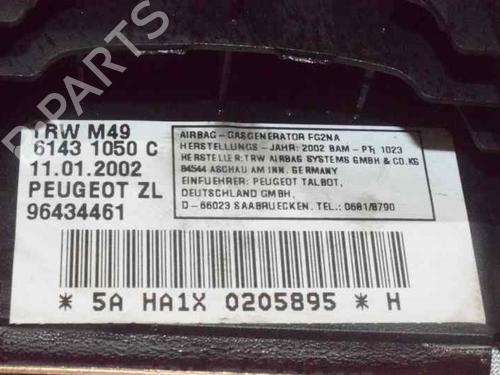 B-PARTS
TRW M49
6143 1050 C
11.01.2002
PEUGEOT ZL
96434461
AIRBAG-GASGENERATOR FG2NA
HERSTELLUNGS-JAHR: 2002 BAM-PT1 1023
HERSTELLER: TRW AIRBAG SYSTEMS GMBH & CO.KG
84544 ASCHAU AM INN. GERMANY
EINFUEHRER: PEUGEOT TALBOT,
DEUTSCHLAND GMBH,
D-66023 SAABRUECKEN. TEL.: 0681/8790
* 5A HA1X 0205895 * H